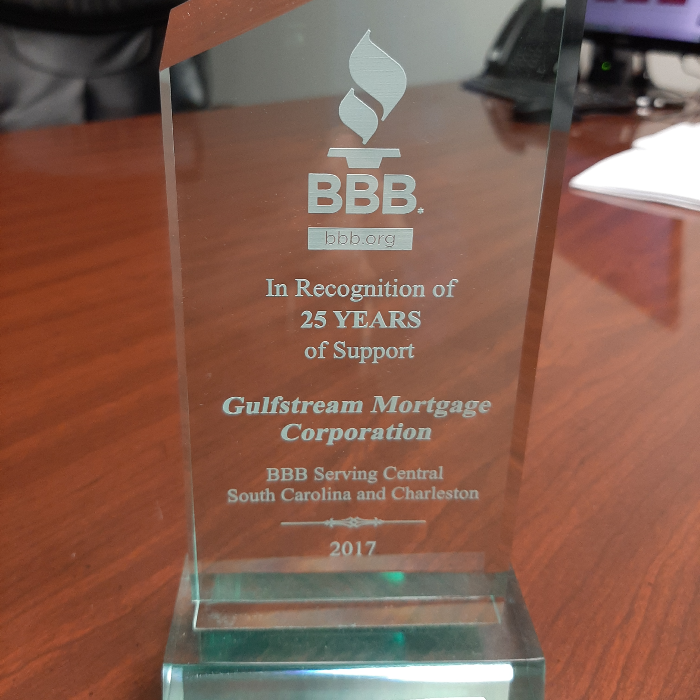 BBB®
bbb.org
In Recognition of
25 YEARS
of Support
Gulfstream Mortgage
Corporation
BBB Serving Central
South Carolina and Charleston
2017